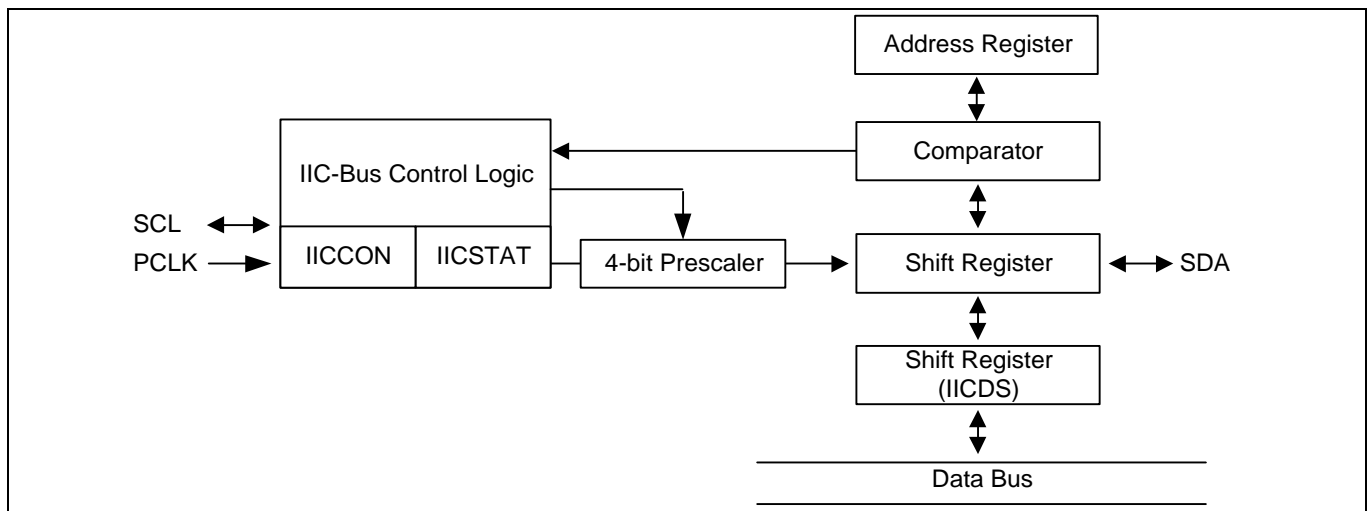 Address Register
Comparator
IIC-Bus Control Logic
SCL
PCLK
IICCON
IICSTAT
4-bit Prescaler
Shift Register
SDA
Shift Register
(IICDS)
Data Bus